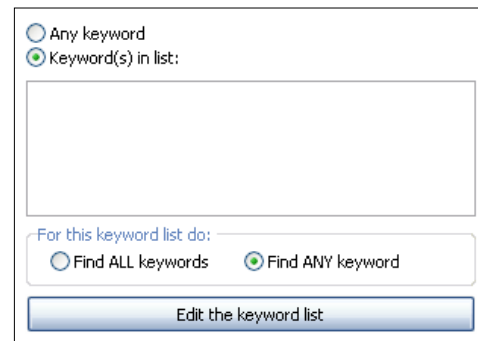 Any keyword
Keyword(s) in list:
For this keyword list do:
Find ALL keywords Find ANY keyword
Edit the keyword list